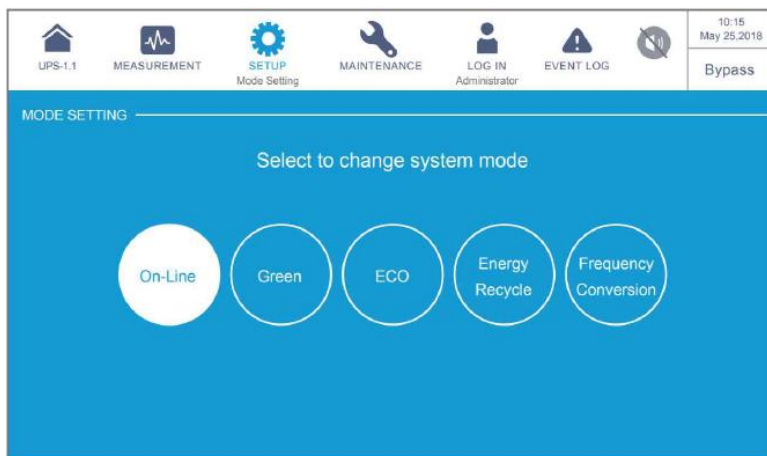 10:15
May 25,2018
UPS-1.1
MEASUREMENT
SETUP
Mode Setting
MAINTENANCE
LOG IN
Administrator
EVENT LOG
Bypass
MODE SETTING
Select to change system mode
On-Line
Green
ECO
Energy
Recycle
Frequency
Conversion